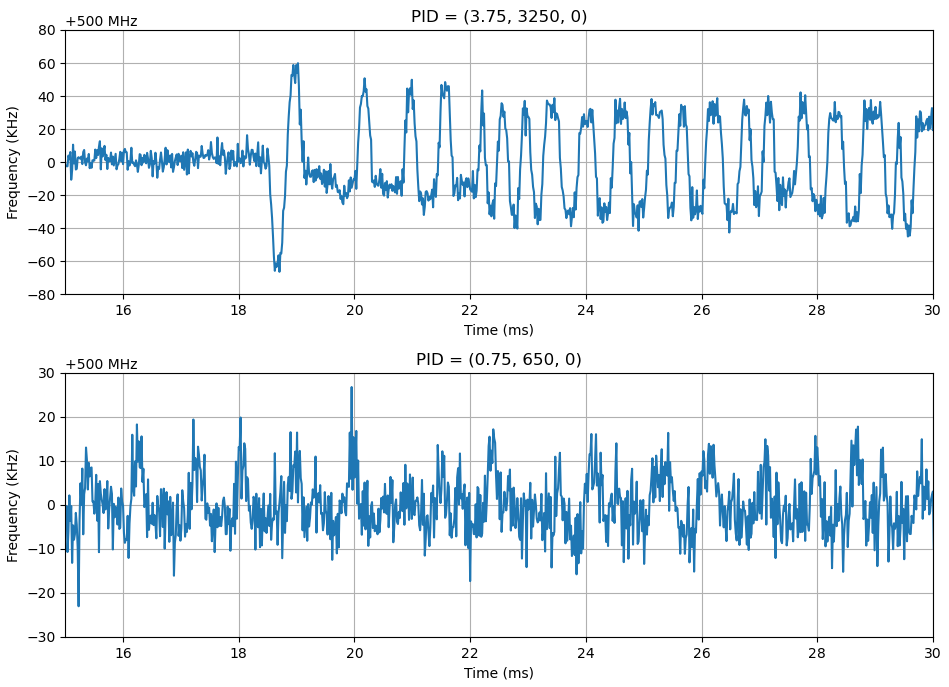 +500 MHz
PID = (3.75, 3250, 0)
80
60
40
20
0
−20
−40
−60
−80
Frequency (KHz)
16 18 20 22 24 26 28 30
Time (ms)
+500 MHz
PID = (0.75, 650, 0)
30
20
10
0
−10
−20
−30
Frequency (KHz)
16 18 20 22 24 26 28 30
Time (ms)